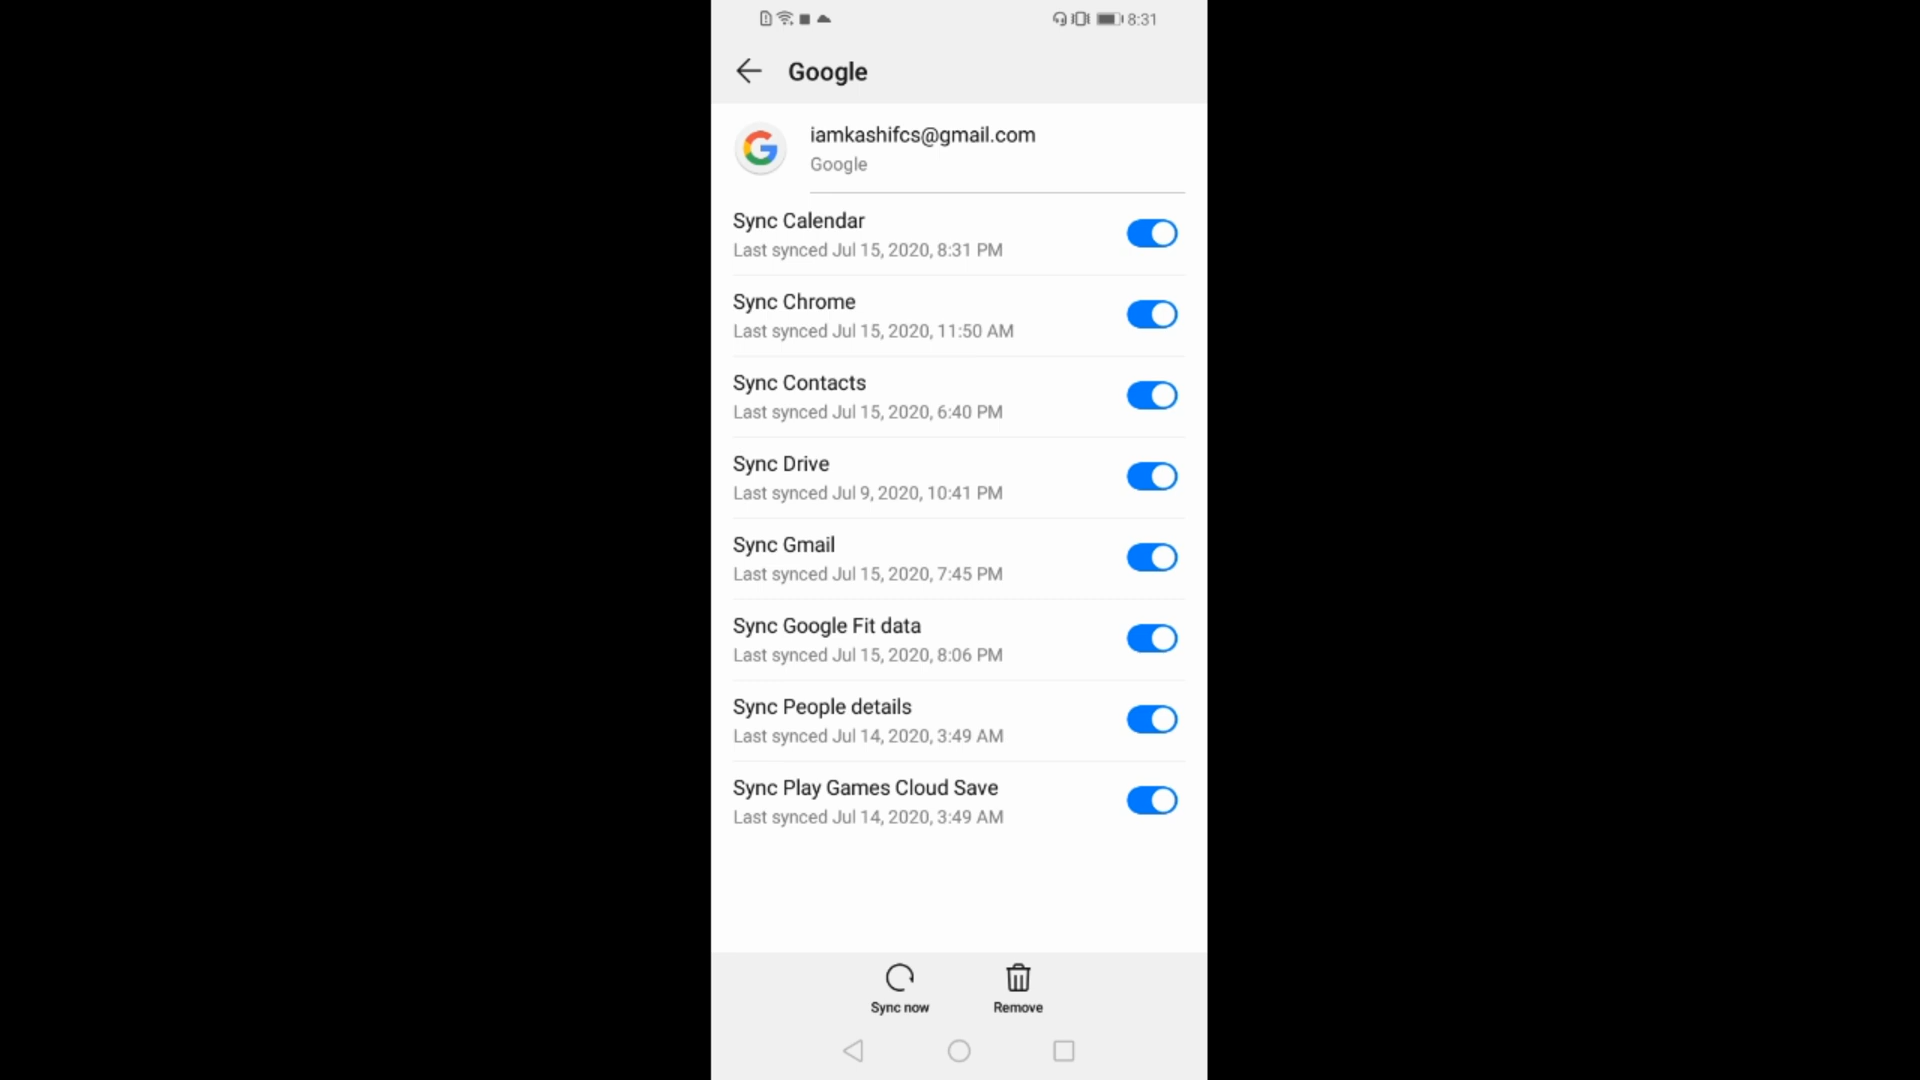 8:31
Google
iamkashifcs@gmail.com
Google
Sync Calendar
Last synced Jul 15, 2020, 8:31 PM
Sync Chrome
Last synced Jul 15, 2020, 11:50 AM
Sync Contacts
Last synced Jul 15, 2020, 6:40 PM
Sync Drive
Last synced Jul 9, 2020, 10:41 PM
Sync Gmail
Last synced Jul 15, 2020, 7:45 PM
Sync Google Fit data
Last synced Jul 15, 2020, 8:06 PM
Sync People details
Last synced Jul 14, 2020, 3:49 AM
Sync Play Games Cloud Save
Last synced Jul 14, 2020, 3:49 AM
Sync now
Remove